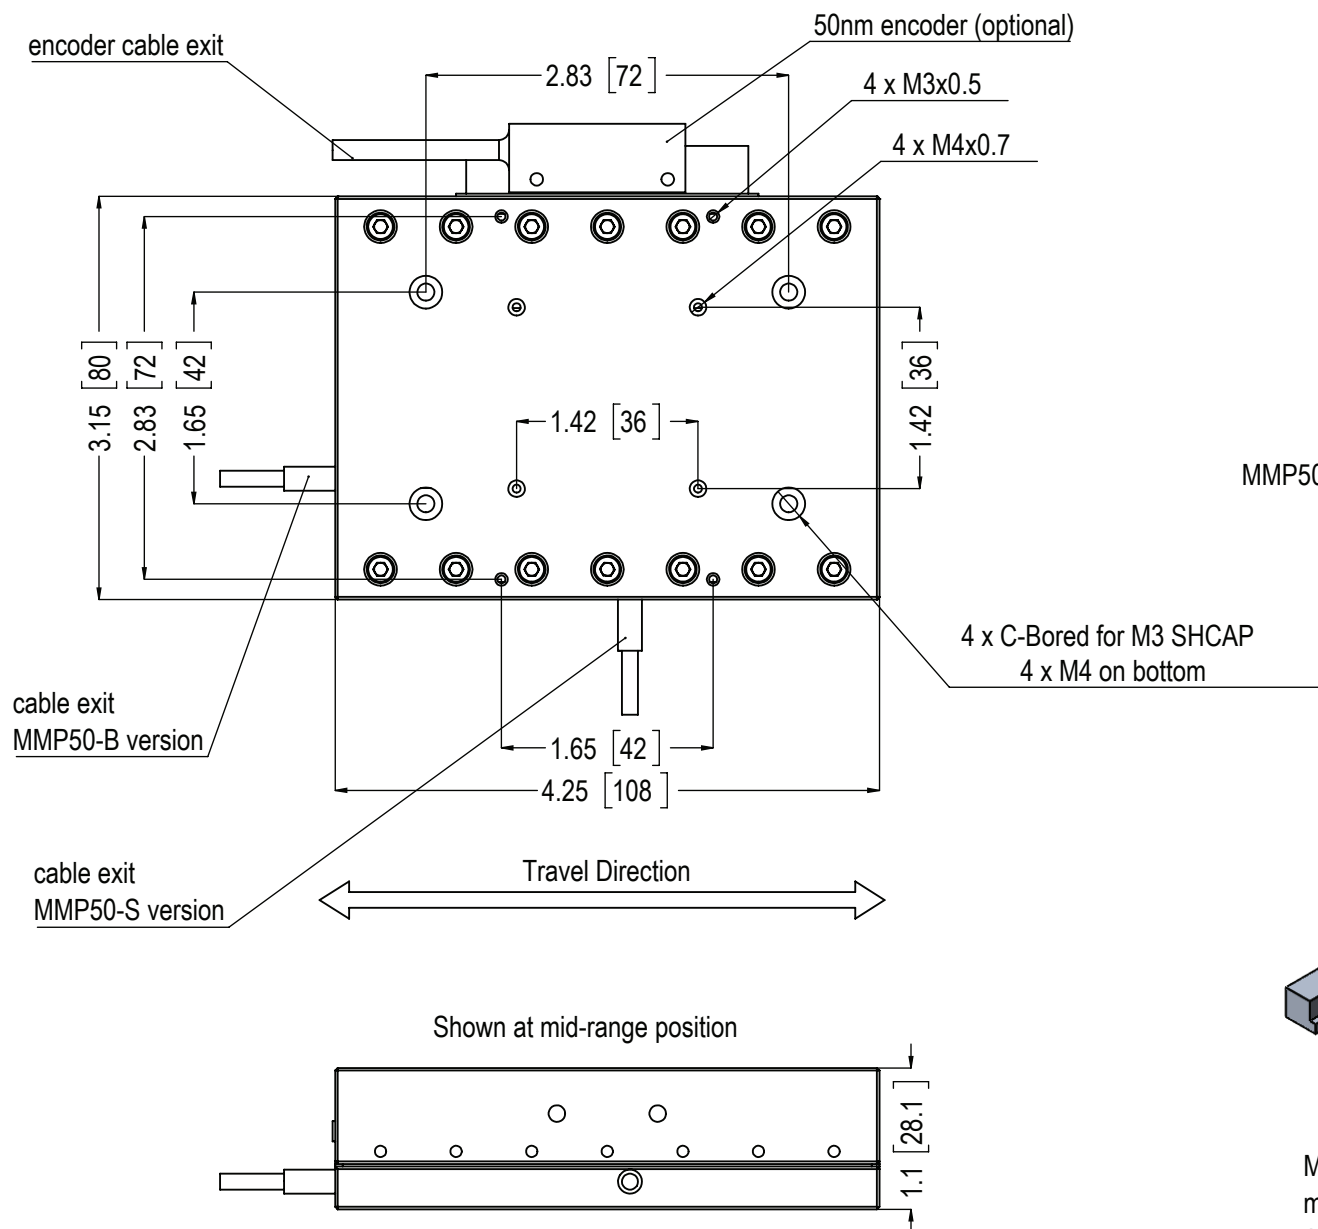 50nm encoder (optional)
encoder cable exit
2.83 [72]
4 x M3x0.5
4 x M4x0.7
3.15 [80]
2.83 [72]
1.65 [42]
1.42 [36]
1.42 [36]
MMP50
4 x C-Bored for M3 SHCAP
4 x M4 on bottom
cable exit
MMP50-B version
1.65 [42]
4.25 [108]
cable exit
MMP50-S version
Travel Direction
Shown at mid-range position
1.1 [28.1]
M
m